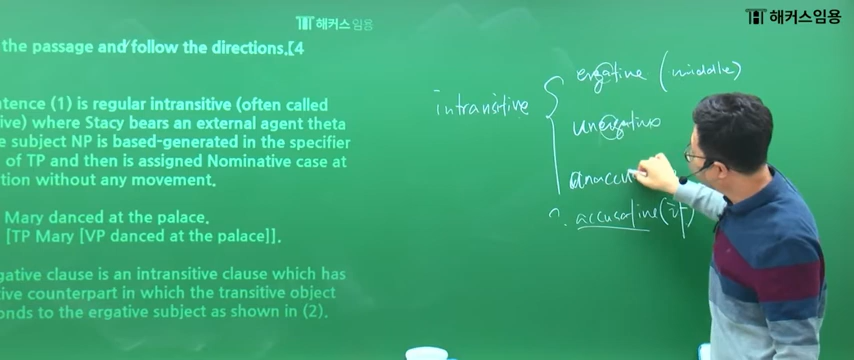 해커스임용
해커스임용
the passage and follow the directions.[4
ntence (1) is regular intransitive (often called
ive) where Stacy bears an external agent theta
e subject NP is based-generated in the specifier
of TP and then is assigned Nominative case at
tion without any movement.
Mary danced at the palace.
[TP Mary [VP danced at the palace]].
gative clause is an intransitive clause which has
tive counterpart in which the transitive object
onds to the ergative subject as shown in (2).
intransitive
ergative (middle)
unergative
unaccu
?. accusative